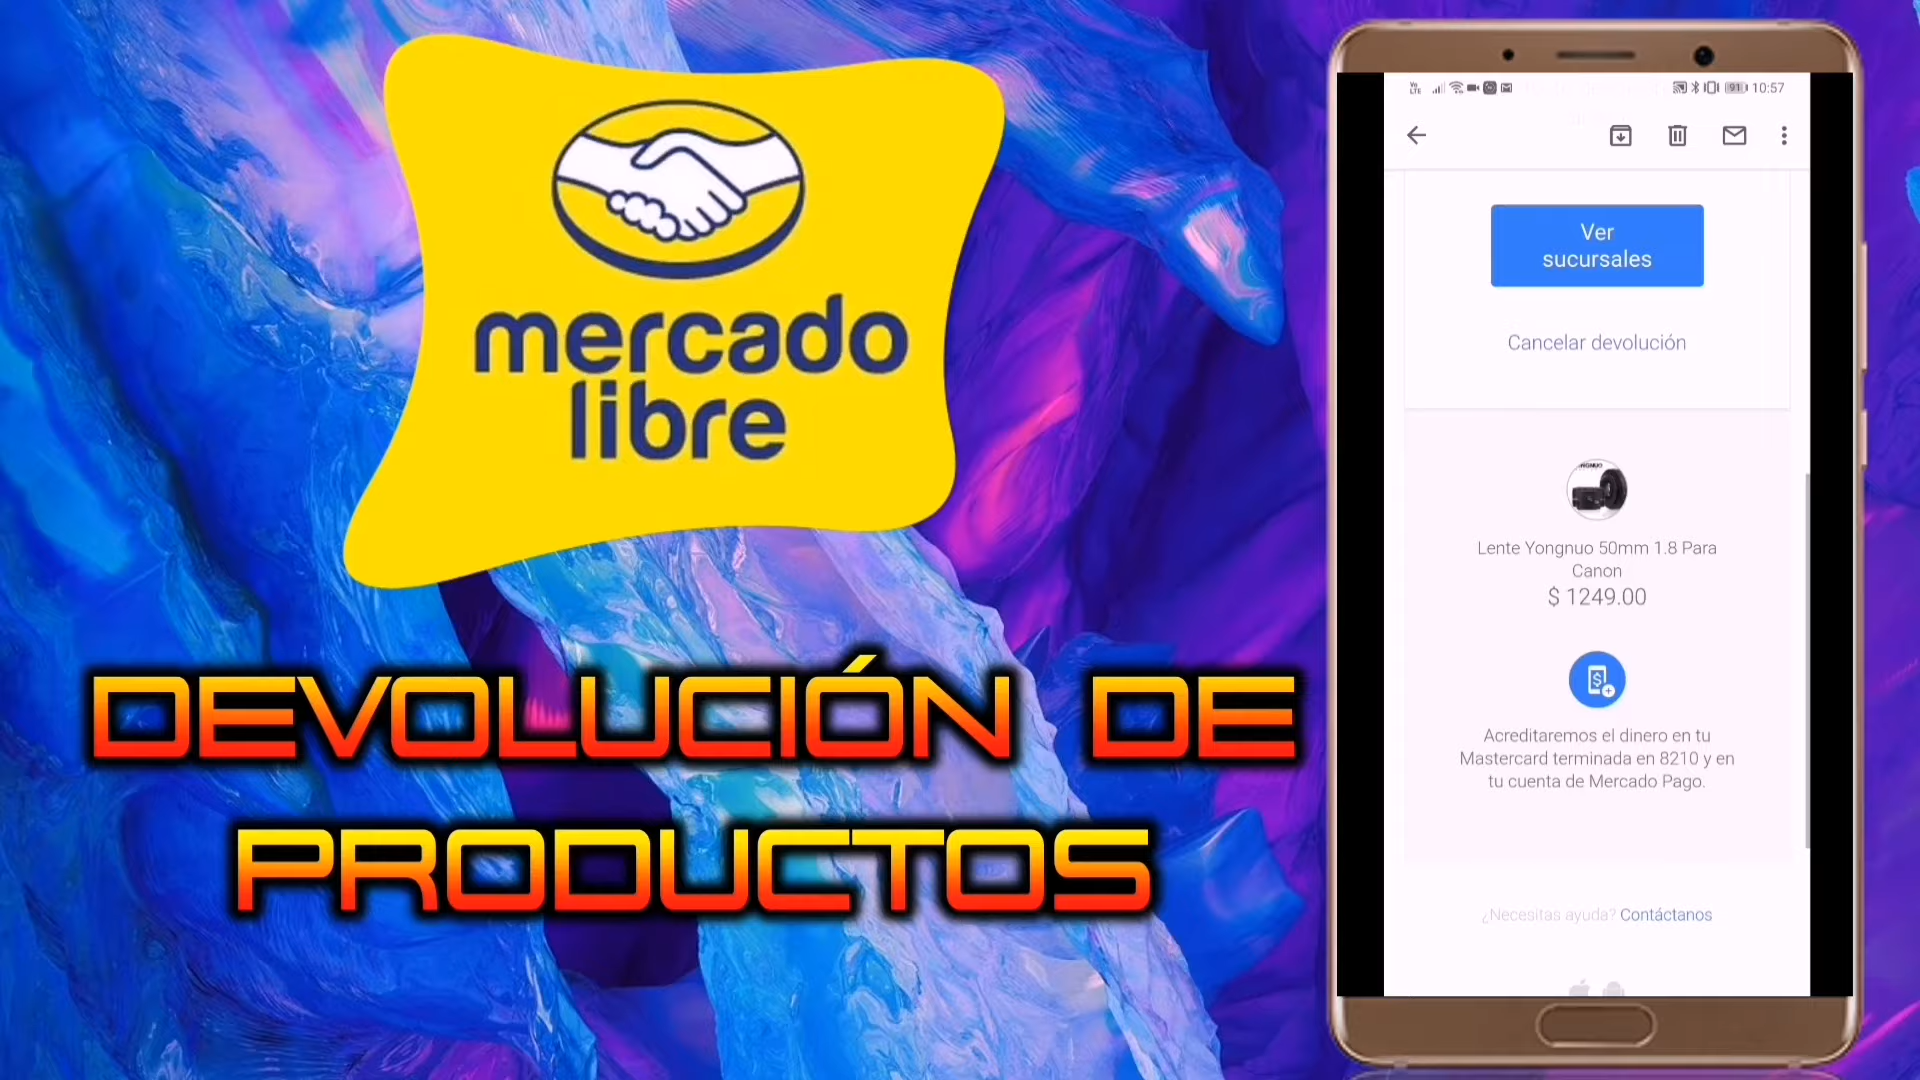 mercado
libre
DEVOLUCIÓN DE
PRODUCTOS
91 10:57
Ver
sucursales
Cancelar devolución
YONGNUO
Lente Yongnuo 50mm 1.8 Para
Canon
$ 1249.00
Acreditaremos el dinero en tu
Mastercard terminada en 8210 y en
tu cuenta de Mercado Pago.
¿Necesitas ayuda? Contáctanos